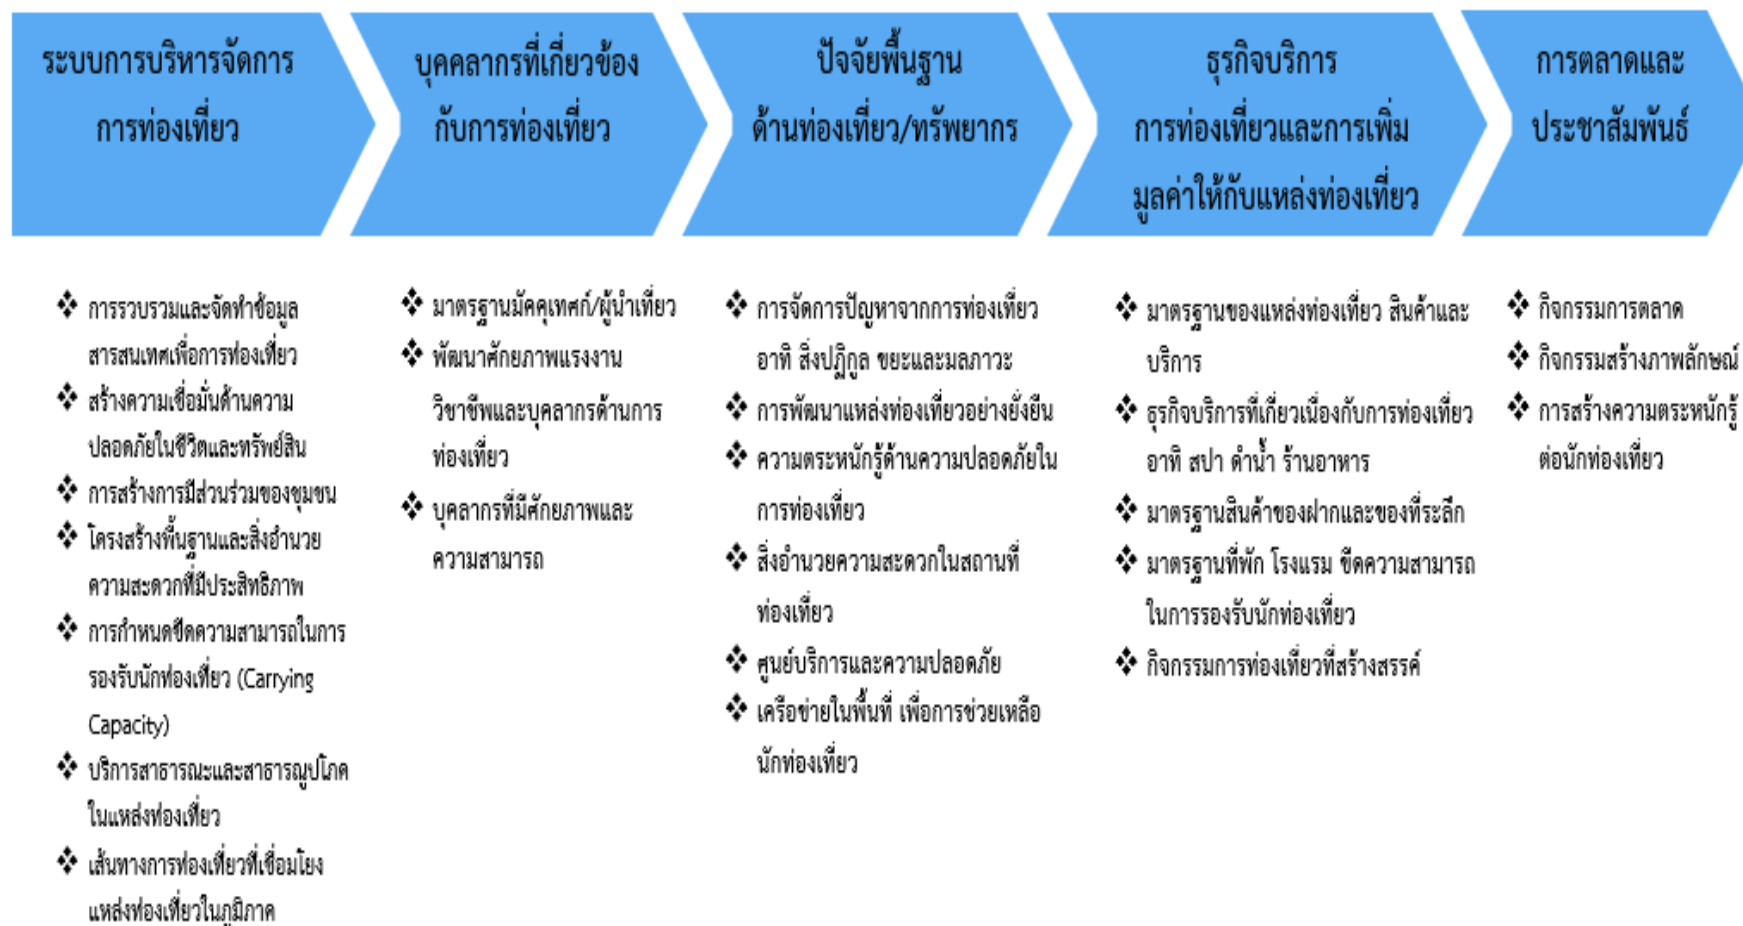 ระบบการบริหารจัดการ
การท่องเที่ยว
บุคคลากรที่เกี่ยวข้อง
กับการท่องเที่ยว
ปัจจัยพื้นฐาน
ด้านท่องเที่ยว/ทรัพยากร
ธุรกิจบริการ
การท่องเที่ยวและการเพิ่ม
มูลค่าให้กับแหล่งท่องเที่ยว
การตลาดและ
ประชาสัมพันธ์
❖ การรวบรวมและจัดทำข้อมูล
สารสนเทศเพื่อการท่องเที่ยว
❖ สร้างความเชื่อมั่นด้านความ
ปลอดภัยในชีวิตและทรัพย์สิน
❖ การสร้างการมีส่วนร่วมของชุมชน
❖ โครงสร้างพื้นฐานและสิ่งอำนวย
ความสะดวกที่มีประสิทธิภาพ
❖ การกำหนดขีดความสามารถในการ
รองรับนักท่องเที่ยว (Carrying
Capacity)
❖ บริการสาธารณะและสาธารณูปโภค
ในแหล่งท่องเที่ยว
❖ เส้นทางการท่องเที่ยวที่เชื่อมโยง
แหล่งท่องเที่ยวในภูมิภาค
❖ มาตรฐานมัคคุเทศก์/ผู้นำเที่ยว
❖ พัฒนาศักยภาพแรงงาน
วิชาชีพและบุคลากรด้านการ
ท่องเที่ยว
❖ บุคลากรที่มีศักยภาพและ
ความสามารถ
❖ การจัดการปัญหาจากการท่องเที่ยว
อาทิ สิ่งปฏิกูล ขยะและมลภาวะ
❖ การพัฒนาแหล่งท่องเที่ยวอย่างยั่งยืน
❖ ความตระหนักรู้ด้านความปลอดภัยใน
การท่องเที่ยว
❖ สิ่งอำนวยความสะดวกในสถานที่
ท่องเที่ยว
❖ ศูนย์บริการและความปลอดภัย
❖ เครือข่ายในพื้นที่ เพื่อการช่วยเหลือ
นักท่องเที่ยว
❖ มาตรฐานของแหล่งท่องเที่ยว สินค้าและ
บริการ
❖ ธุรกิจบริการที่เกี่ยวเนื่องกับการท่องเที่ยว
อาทิ สปา ดำน้ำ ร้านอาหาร
❖ มาตรฐานสินค้าของฝากและของที่ระลึก
❖ มาตรฐานที่พัก โรงแรม ขีดความสามารถ
ในการรองรับนักท่องเที่ยว
❖ กิจกรรมการท่องเที่ยวที่สร้างสรรค์
❖ กิจกรรมการตลาด
❖ กิจกรรมสร้างภาพลักษณ์
❖ การสร้างความตระหนักรู้
ต่อนักท่องเที่ยว